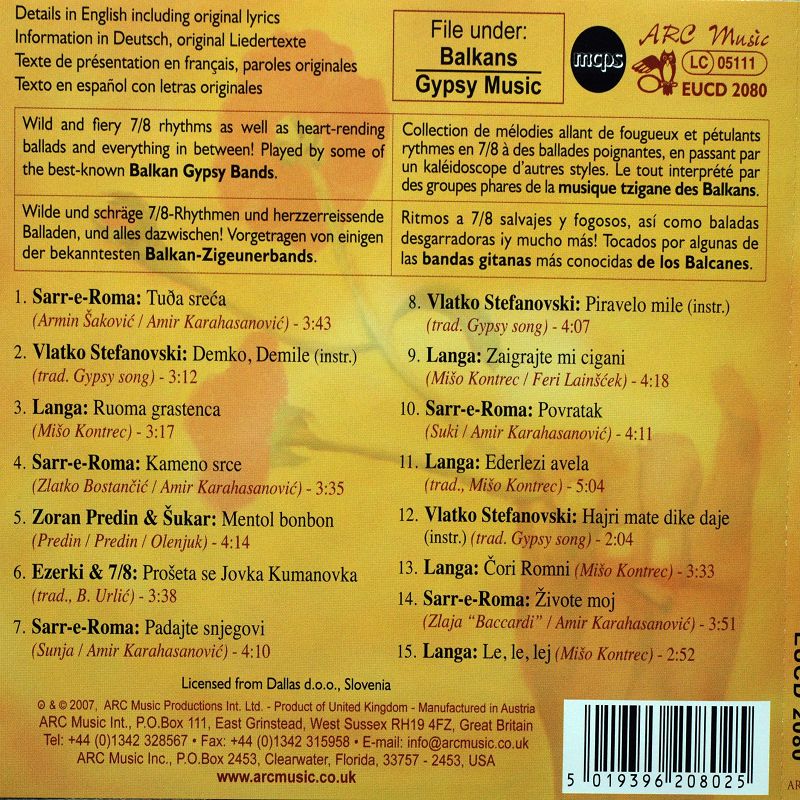 Details in English including original lyrics
Information in Deutsch, original Liedertexte
Texte de présentation en français, paroles originales
Texto en español con letras originales
File under:
Balkans
Gypsy Music
mcps
ARC Music
LC 05111
EUCD 2080
Wild and fiery 7/8 rhythms as well as heart-rending
ballads and everything in between! Played by some of
the best-known Balkan Gypsy Bands.
Collection de mélodies allant de fougueux et pétulants
rythmes en 7/8 à des ballades poignantes, en passant par
un kaléidoscope d'autres styles. Le tout interprété par
des groupes phares de la musique tzigane des Balkans.
Wilde und schräge 7/8-Rhythmen und herzzerreissende
Balladen, und alles dazwischen! Vorgetragen von einigen
der bekanntesten Balkan-Zigeunerbands.
Ritmos a 7/8 salvajes y fogosos, así como baladas
desgarradoras ¡y mucho más! Tocados por algunas de
las bandas gitanas más conocidas de los Balcanes.
1. Sarr-e-Roma: Tuđa sreća
(Armin Šaković / Amir Karahasanović) - 3:43
2. Vlatko Stefanovski: Demko, Demile (instr.)
(trad. Gypsy song) - 3:12
3. Langa: Ruoma grastenca
(Mišo Kontrec) - 3:17
4. Sarr-e-Roma: Kameno srce
(Zlatko Bostančić / Amir Karahasanović) - 3:35
5. Zoran Predin & Šukar: Mentol bonbon
(Predin / Predin / Olenjuk) - 4:14
6. Ezerki & 7/8: Prošeta se Jovka Kumanovka
(trad., B. Urlić) - 3:38
7. Sarr-e-Roma: Padajte snjegovi
(Sunja / Amir Karahasanović) - 4:10
8. Vlatko Stefanovski: Piravelo mile (instr.)
(trad. Gypsy song) - 4:07
9. Langa: Zaigrajte mi cigani
(Mišo Kontrec / Feri Lainšćek) - 4:18
10. Sarr-e-Roma: Povratak
(Suki / Amir Karahasanović) - 4:11
11. Langa: Ederlezi avela
(trad., Mišo Kontrec) - 5:04
12. Vlatko Stefanovski: Hajri mate dike daje
(instr.) (trad. Gypsy song) - 2:04
13. Langa: Čori Romni (Mišo Kontrec) - 3:33
14. Sarr-e-Roma: Živote moj
(Zlaja "Baccardi" / Amir Karahasanović) - 3:51
15. Langa: Le, le, lej (Mišo Kontrec) - 2:52
Licensed from Dallas d.o.o., Slovenia
℗ & © 2007, ARC Music Productions Int. Ltd. - Product of United Kingdom - Manufactured in Austria
ARC Music Int., P.O.Box 111, East Grinstead, West Sussex RH19 4FZ, Great Britain
Tel: +44 (0)1342 328567 • Fax: +44 (0)1342 315958 • E-mail: info@arcmusic.co.uk
ARC Music Inc., P.O.Box 2453, Clearwater, Florida, 33757 - 2453, USA
www.arcmusic.co.uk
5 019396 208025
EUCD 2080